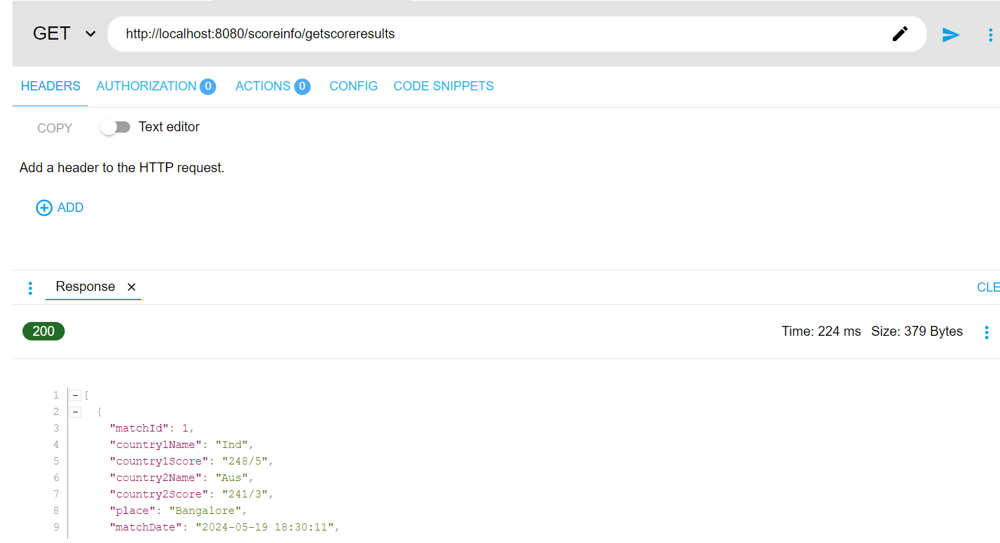 GET http://localhost:8080/scoreinfo/getscoreresults
HEADERS AUTHORIZATION 0 ACTIONS 0 CONFIG CODE SNIPPETS
COPY Text editor
Add a header to the HTTP request.
ADD
Response CLE
200 Time: 224 ms Size: 379 Bytes
1 [
2 {
3 "matchId": 1,
4 "country1Name": "Ind",
5 "country1Score": "248/5",
6 "country2Name": "Aus",
7 "country2Score": "241/3",
8 "place": "Bangalore",
9 "matchDate": "2024-05-19 18:30:11",